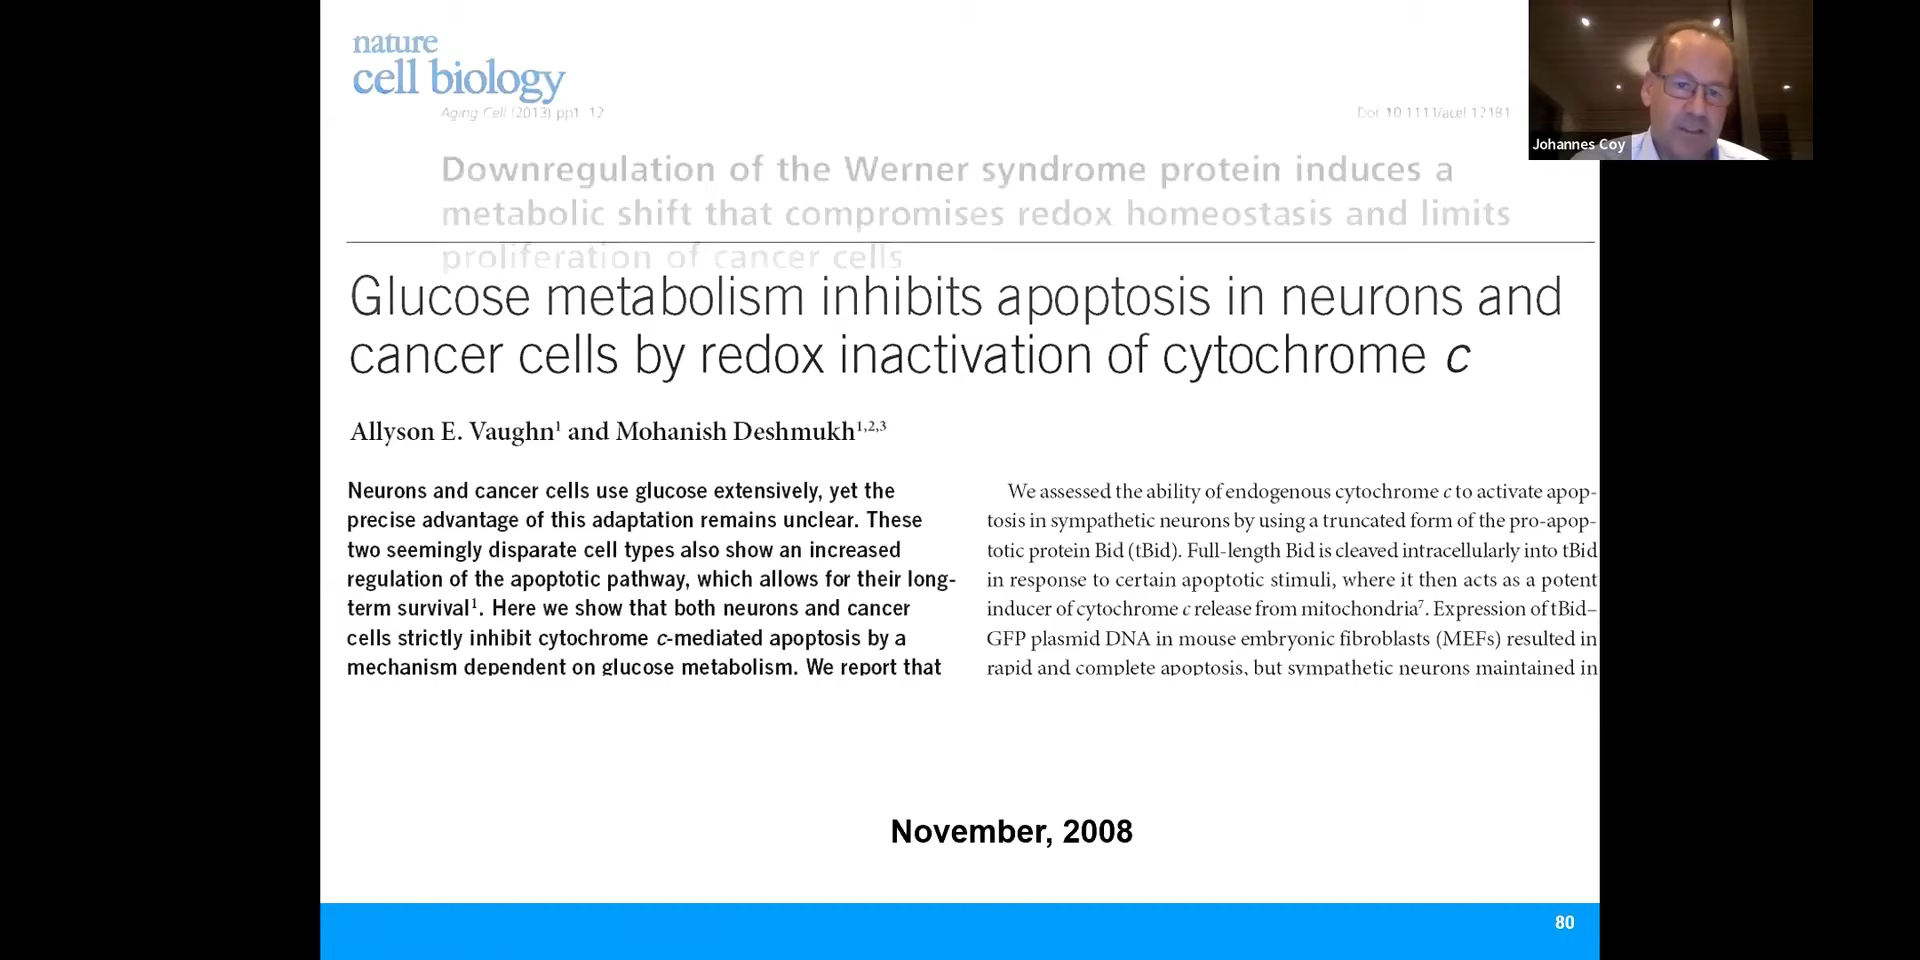 nature
cell biology
Aging Cell (2013) pp1–12
Doi: 10.1111/acel.12181
Johannes Coy
Downregulation of the Werner syndrome protein induces a
metabolic shift that compromises redox homeostasis and limits
proliferation of cancer cells
Glucose metabolism inhibits apoptosis in neurons and
cancer cells by redox inactivation of cytochrome c
Allyson E. Vaughn¹ and Mohanish Deshmukh¹,²,³
Neurons and cancer cells use glucose extensively, yet the
precise advantage of this adaptation remains unclear. These
two seemingly disparate cell types also show an increased
regulation of the apoptotic pathway, which allows for their long-
term survival¹. Here we show that both neurons and cancer
cells strictly inhibit cytochrome c-mediated apoptosis by a
mechanism dependent on glucose metabolism. We report that
We assessed the ability of endogenous cytochrome c to activate apop-
tosis in sympathetic neurons by using a truncated form of the pro-apop-
totic protein Bid (tBid). Full-length Bid is cleaved intracellularly into tBid
in response to certain apoptotic stimuli, where it then acts as a potent
inducer of cytochrome c release from mitochondria⁷. Expression of tBid–
GFP plasmid DNA in mouse embryonic fibroblasts (MEFs) resulted in
rapid and complete apoptosis, but sympathetic neurons maintained in
November, 2008
80